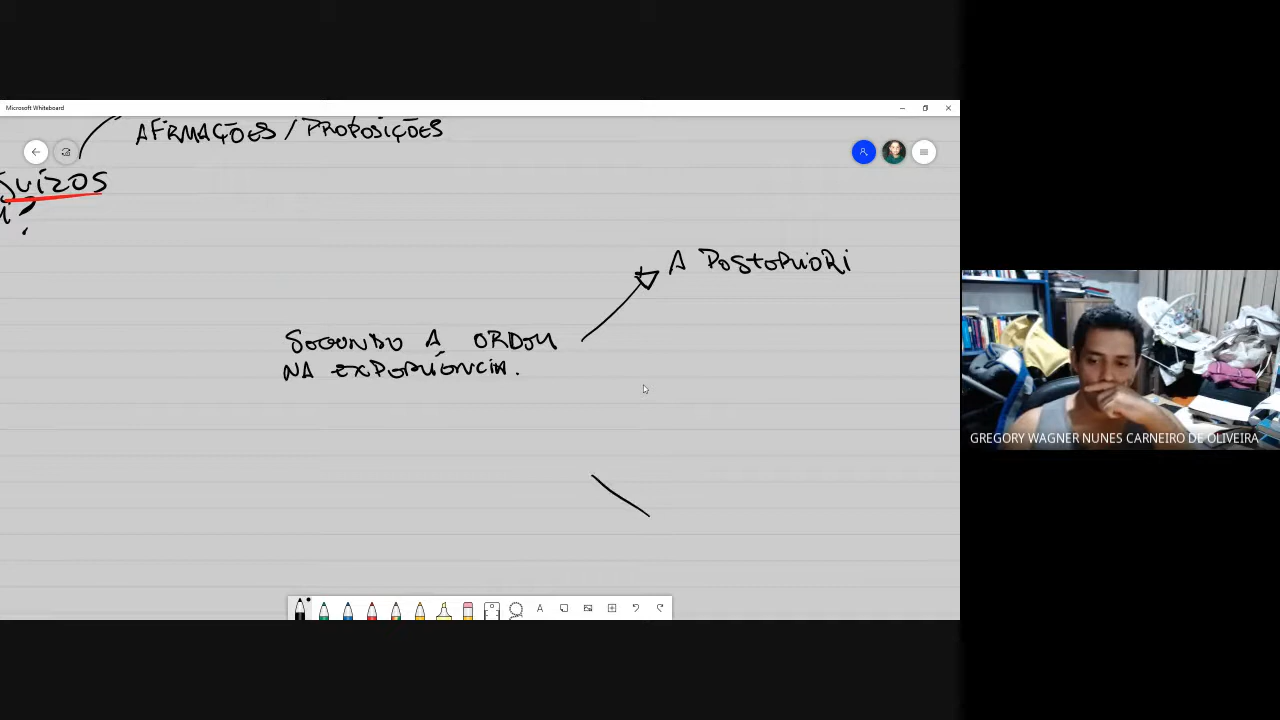 Microsoft Whiteboard
AFIRMAÇÕES / PROPOSIÇÕES
JUÍZOS
?
A POSTERIORI
SEGUNDO A ORDEM
NA EXPERIÊNCIA.
GREGORY WAGNER NUNES CARNEIRO DE OLIVEIRA
A